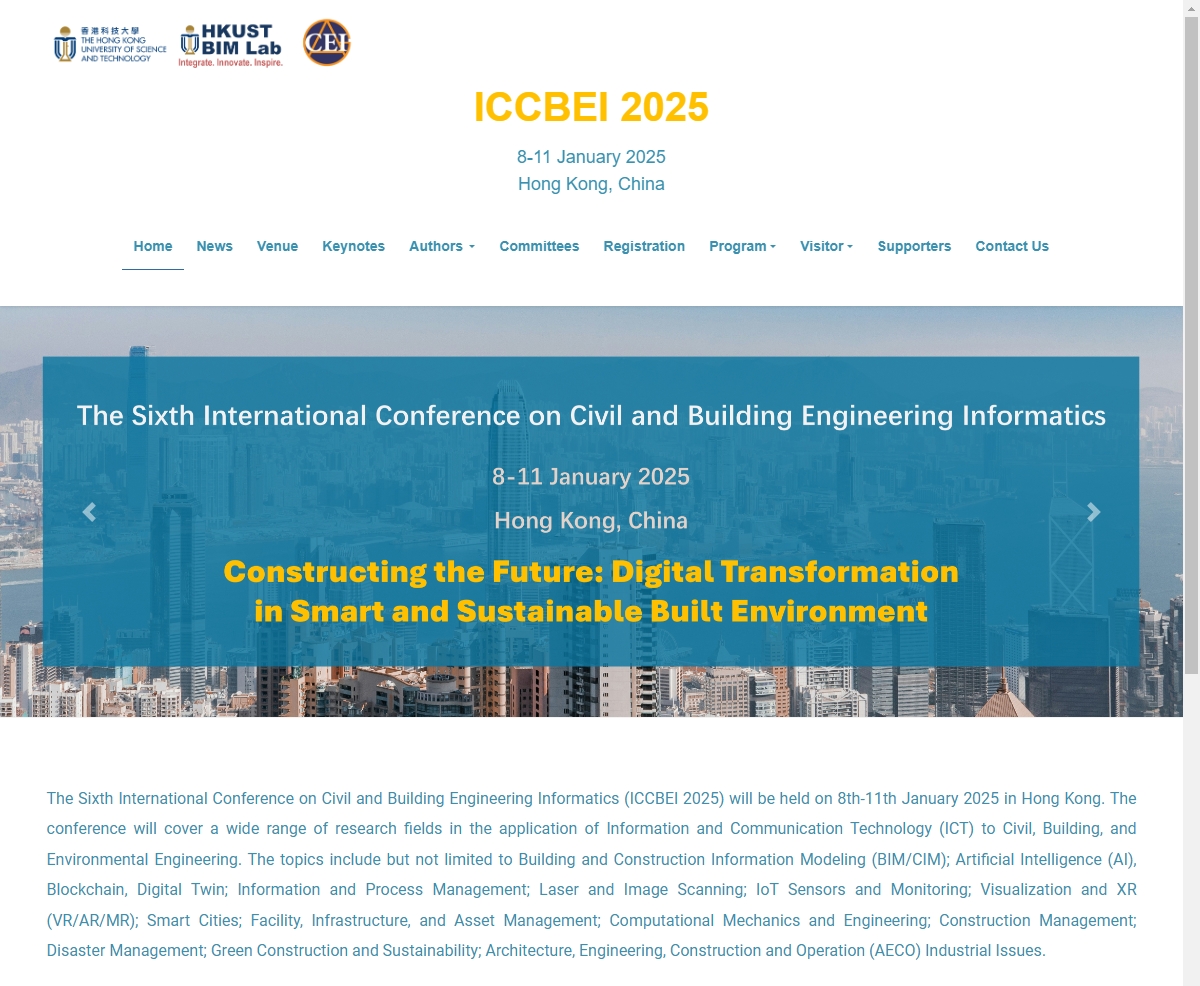 香港科技大學
THE HONG KONG
UNIVERSITY OF SCIENCE
AND TECHNOLOGY
HKUST
BIM Lab
Integrate. Innovate. Inspire.
CEI
ICCBEI 2025
8-11 January 2025
Hong Kong, China
Home News Venue Keynotes Authors Committees Registration Program Visitor Supporters Contact Us
The Sixth International Conference on Civil and Building Engineering Informatics
8-11 January 2025
Hong Kong, China
Constructing the Future: Digital Transformation
in Smart and Sustainable Built Environment
The Sixth International Conference on Civil and Building Engineering Informatics (ICCBEI 2025) will be held on 8th-11th January 2025 in Hong Kong. The
conference will cover a wide range of research fields in the application of Information and Communication Technology (ICT) to Civil, Building, and
Environmental Engineering. The topics include but not limited to Building and Construction Information Modeling (BIM/CIM); Artificial Intelligence (AI),
Blockchain, Digital Twin; Information and Process Management; Laser and Image Scanning; IoT Sensors and Monitoring; Visualization and XR
(VR/AR/MR); Smart Cities; Facility, Infrastructure, and Asset Management; Computational Mechanics and Engineering; Construction Management;
Disaster Management; Green Construction and Sustainability; Architecture, Engineering, Construction and Operation (AECO) Industrial Issues.